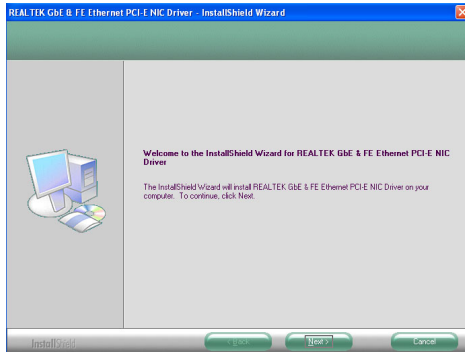 REALTEK GbE & FE Ethernet PCI-E NIC Driver - InstallShield Wizard
Welcome to the InstallShield Wizard for REALTEK GbE & FE Ethernet PCI-E NIC
Driver
The InstallShield Wizard will install REALTEK GbE & FE Ethernet PCI-E NIC Driver on your
computer. To continue, click Next.
InstallShield
< Back Next > Cancel